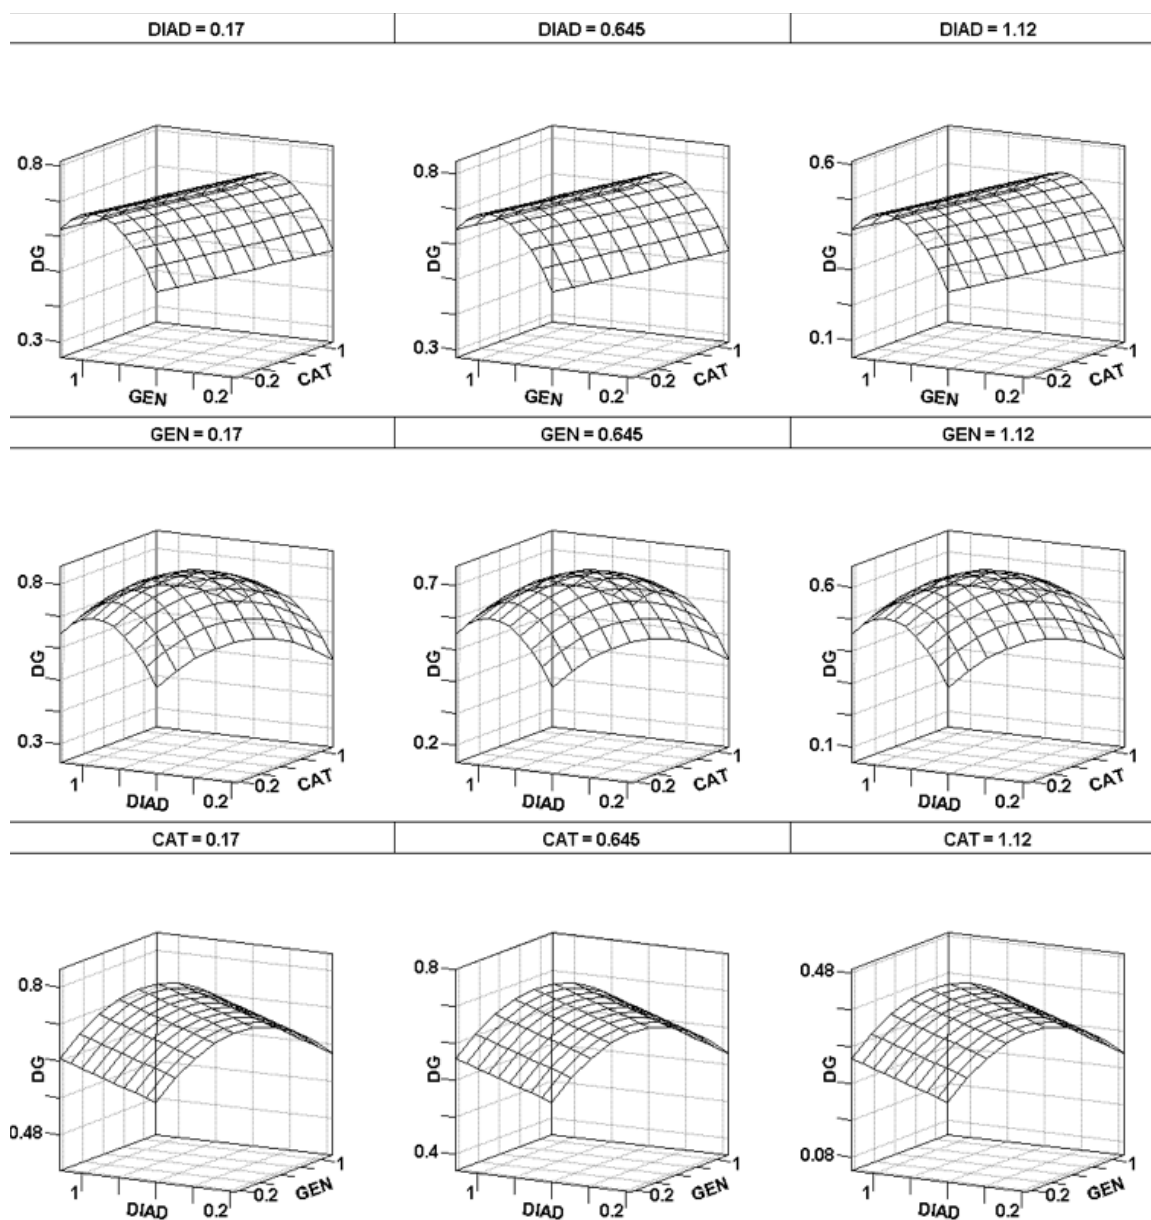 DIAD = 0.17 DIAD = 0.645 DIAD = 1.12
0.8 0.8 0.6
DG DG DG
0.3 0.3 0.1
1 GEN 0.2 0.2 CAT 1 1 GEN 0.2 0.2 CAT 1 1 GEN 0.2 0.2 CAT 1
GEN = 0.17 GEN = 0.645 GEN = 1.12
0.8 0.7 0.6
DG DG DG
0.3 0.2 0.1
1 DIAD 0.2 0.2 CAT 1 1 DIAD 0.2 0.2 CAT 1 1 DIAD 0.2 0.2 CAT 1
CAT = 0.17 CAT = 0.645 CAT = 1.12
0.8 0.8 0.48
DG DG DG
0.48 0.4 0.08
1 DIAD 0.2 0.2 GEN 1 1 DIAD 0.2 0.2 GEN 1 1 DIAD 0.2 0.2 GEN 1